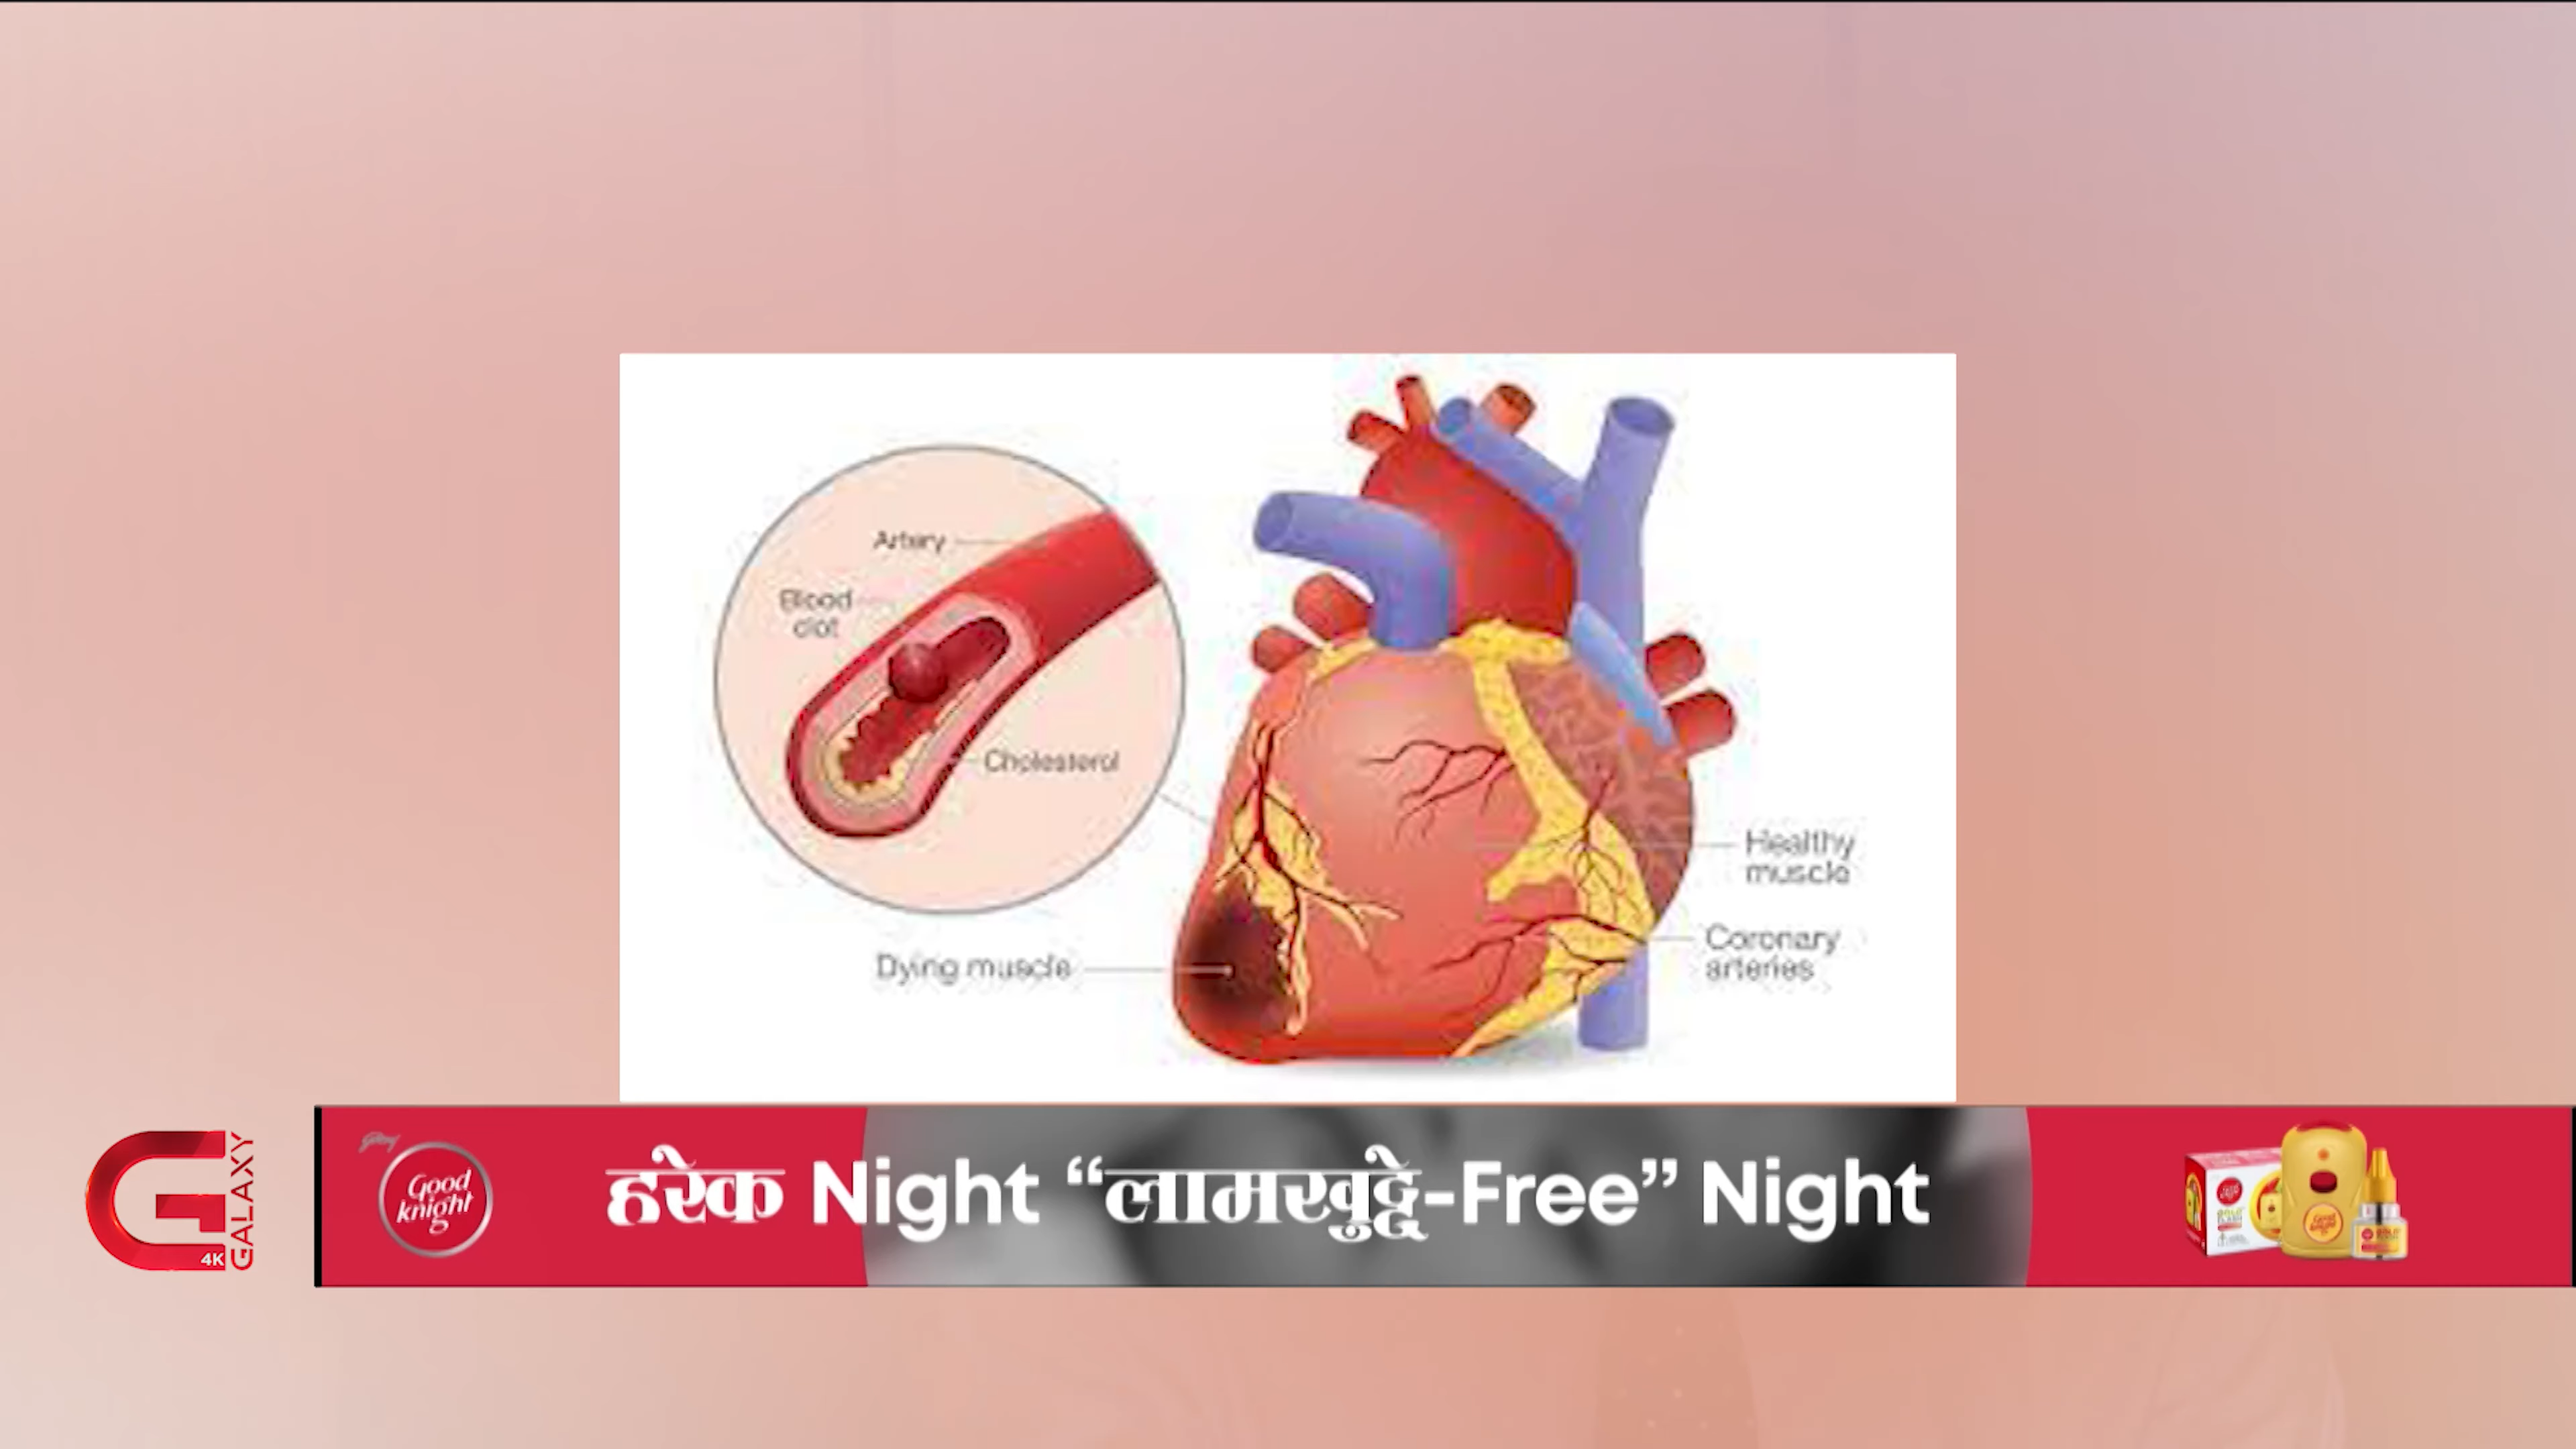 Artery
Blood
clot
Cholesterol
Healthy
muscle
Coronary
arteries
Dying muscle
G GALAXY
4K
Godrej
Good
knight
हरेक Night “लामखुट्टे-Free” Night